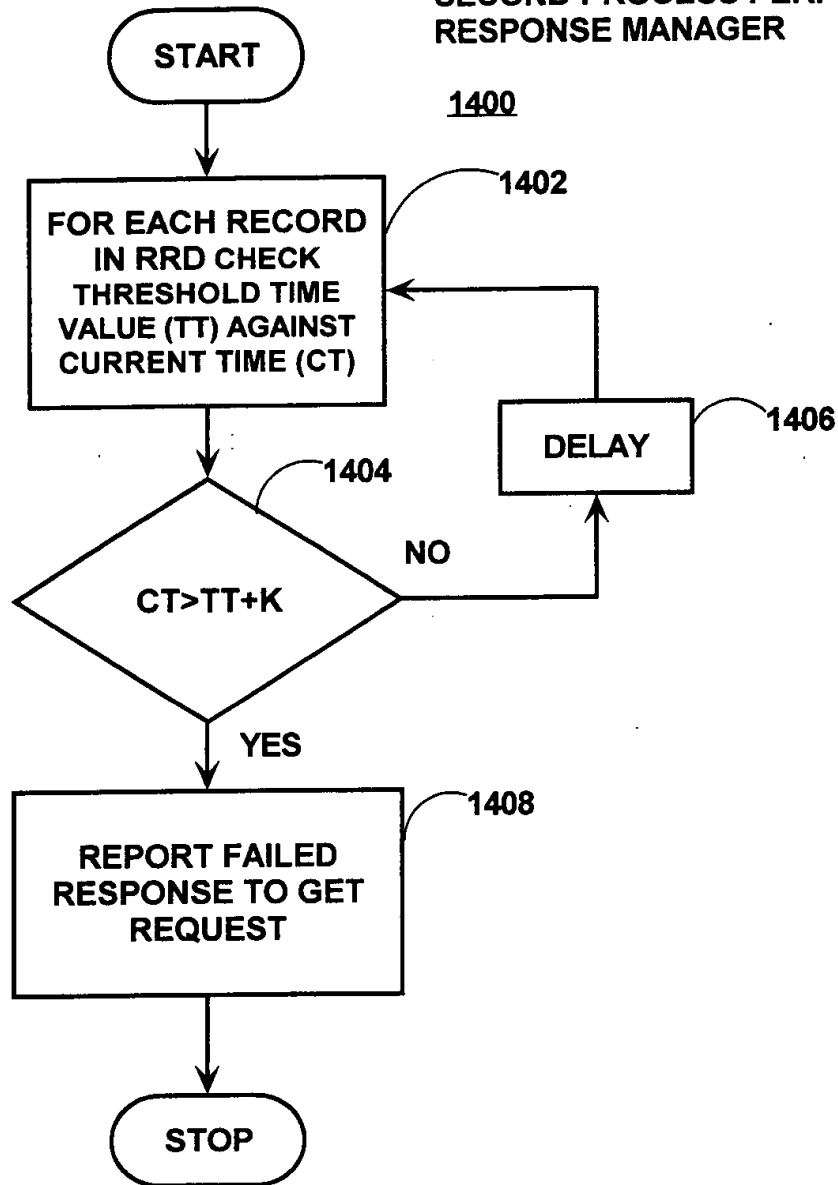 RESPONSE MANAGER
1400
START
1402
FOR EACH RECORD
IN RRD CHECK
THRESHOLD TIME
VALUE (TT) AGAINST
CURRENT TIME (CT)
DELAY
1406
1404
CT>TT+K
NO
YES
1408
REPORT FAILED
RESPONSE TO GET
REQUEST
STOP